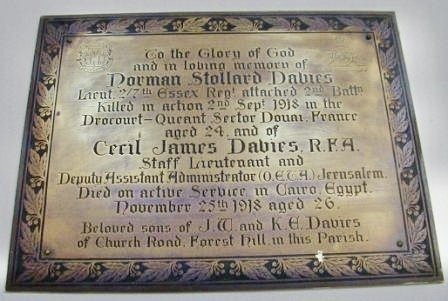 To the Glory of God
and in loving memory of
Norman Stollard Davies
Lieut. 2/7th Essex Regt attached 2nd Battn
Killed in action 2nd Sept 1918 in the
Drocourt-Queant Sector Douai, France
aged 24, and of
Cecil James Davies, R.F.A.
Staff Lieutenant and
Deputy Assistant Administrator (O.E.T.A.) Jerusalem.
Died on active Service, in Cairo, Egypt,
November 25th 1918 aged 26.
Beloved sons of J.W. and K.E. Davies
of Church Road, Forest Hill, in this Parish.